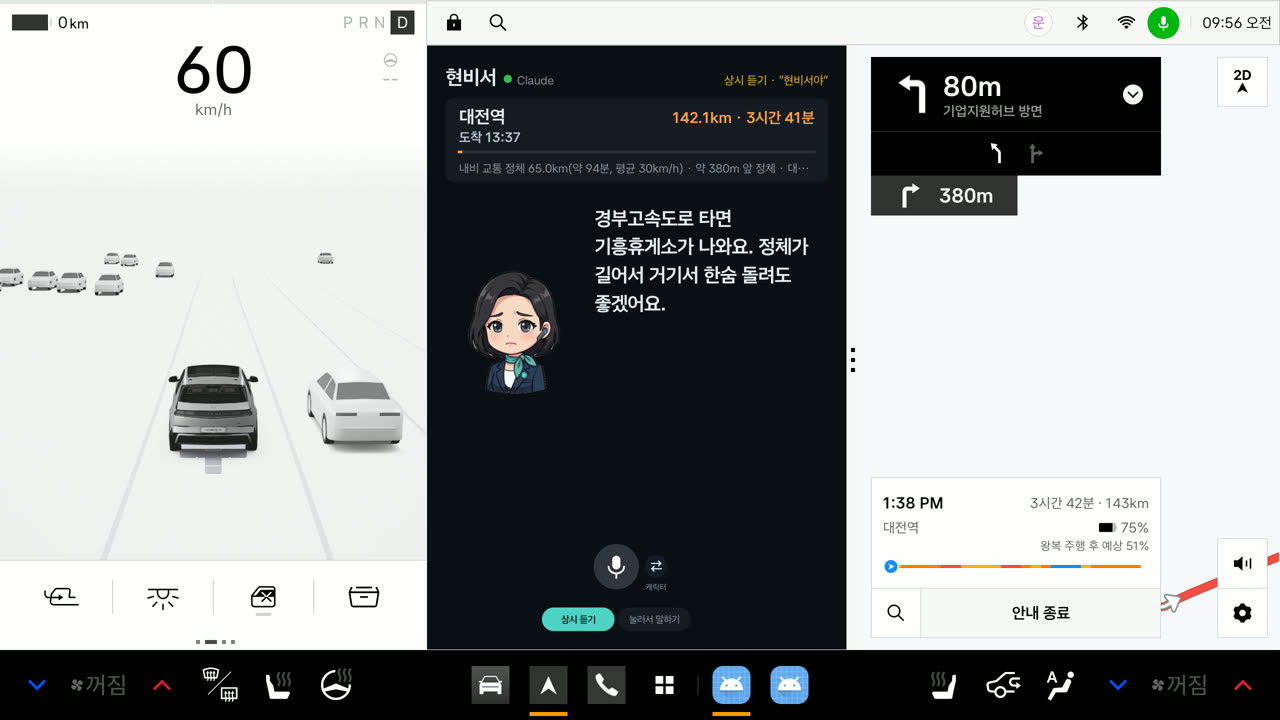 0 km
P R N D
60
km/h
운
09:56 오전
현비서 Claude
상시 듣기 · "현비서야"
대전역
142.1km · 3시간 41분
도착 13:37
내비 교통 정체 65.0km(약 94분, 평균 30km/h) · 약 380m 앞 정체 · 대…
경부고속도로 타면
기흥휴게소가 나와요. 정체가
길어서 거기서 한숨 돌려도
좋겠어요.
캐릭터
상시 듣기
눌러서 말하기
80m
기업지원허브 방면
380m
2D
1:38 PM
3시간 42분 · 143km
대전역
75%
왕복 주행 후 예상 51%
안내 종료
꺼짐
A
꺼짐